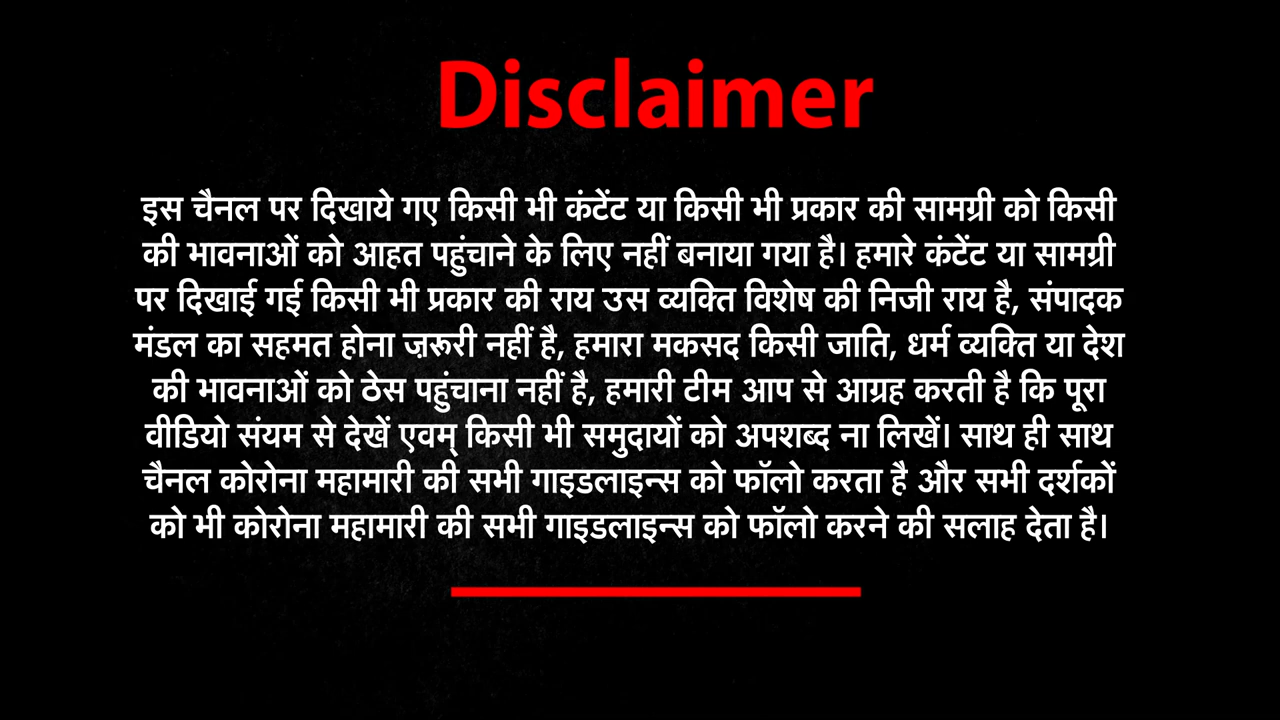 Disclaimer
इस चैनल पर दिखाये गए किसी भी कंटेंट या किसी भी प्रकार की सामग्री को किसी
की भावनाओं को आहत पहुंचाने के लिए नहीं बनाया गया है। हमारे कंटेंट या सामग्री
पर दिखाई गई किसी भी प्रकार की राय उस व्यक्ति विशेष की निजी राय है, संपादक
मंडल का सहमत होना ज़रूरी नहीं है, हमारा मकसद किसी जाति, धर्म व्यक्ति या देश
की भावनाओं को ठेस पहुंचाना नहीं है, हमारी टीम आप से आग्रह करती है कि पूरा
वीडियो संयम से देखें एवम् किसी भी समुदायों को अपशब्द ना लिखें। साथ ही साथ
चैनल कोरोना महामारी की सभी गाइडलाइन्स को फॉलो करता है और सभी दर्शकों
को भी कोरोना महामारी की सभी गाइडलाइन्स को फॉलो करने की सलाह देता है।